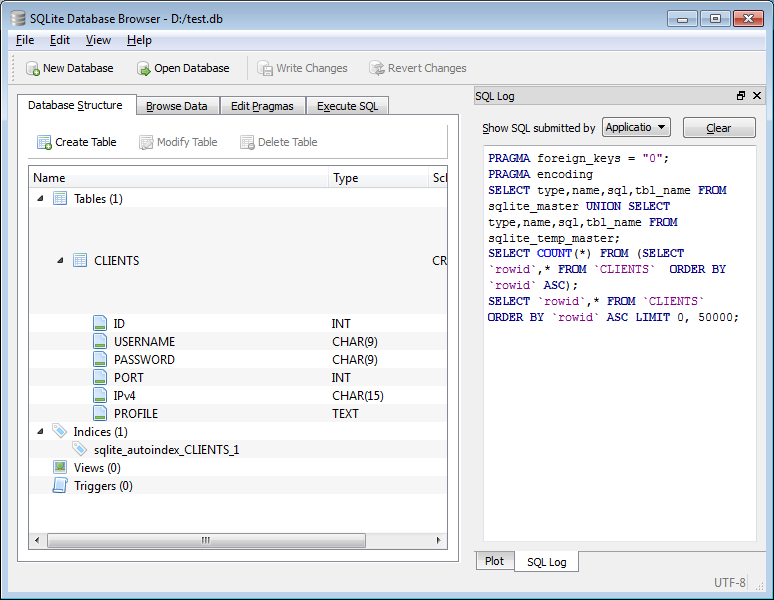 SQLite Database Browser - D:/test.db
File Edit View Help
New Database Open Database Write Changes Revert Changes
Database Structure Browse Data Edit Pragmas Execute SQL
Create Table Modify Table Delete Table
Name Type Scl
Tables (1)
CLIENTS CR
ID INT
USERNAME CHAR(9)
PASSWORD CHAR(9)
PORT INT
IPv4 CHAR(15)
PROFILE TEXT
Indices (1)
sqlite_autoindex_CLIENTS_1
Views (0)
Triggers (0)
SQL Log
Show SQL submitted by Applicatio Clear
PRAGMA foreign_keys = "0";
PRAGMA encoding
SELECT type,name,sql,tbl_name FROM
sqlite_master UNION SELECT
type,name,sql,tbl_name FROM
sqlite_temp_master;
SELECT COUNT(*) FROM (SELECT
`rowid`,* FROM `CLIENTS`  ORDER BY
`rowid` ASC);
SELECT `rowid`,* FROM `CLIENTS`
ORDER BY `rowid` ASC LIMIT 0, 50000;
Plot SQL Log
UTF-8